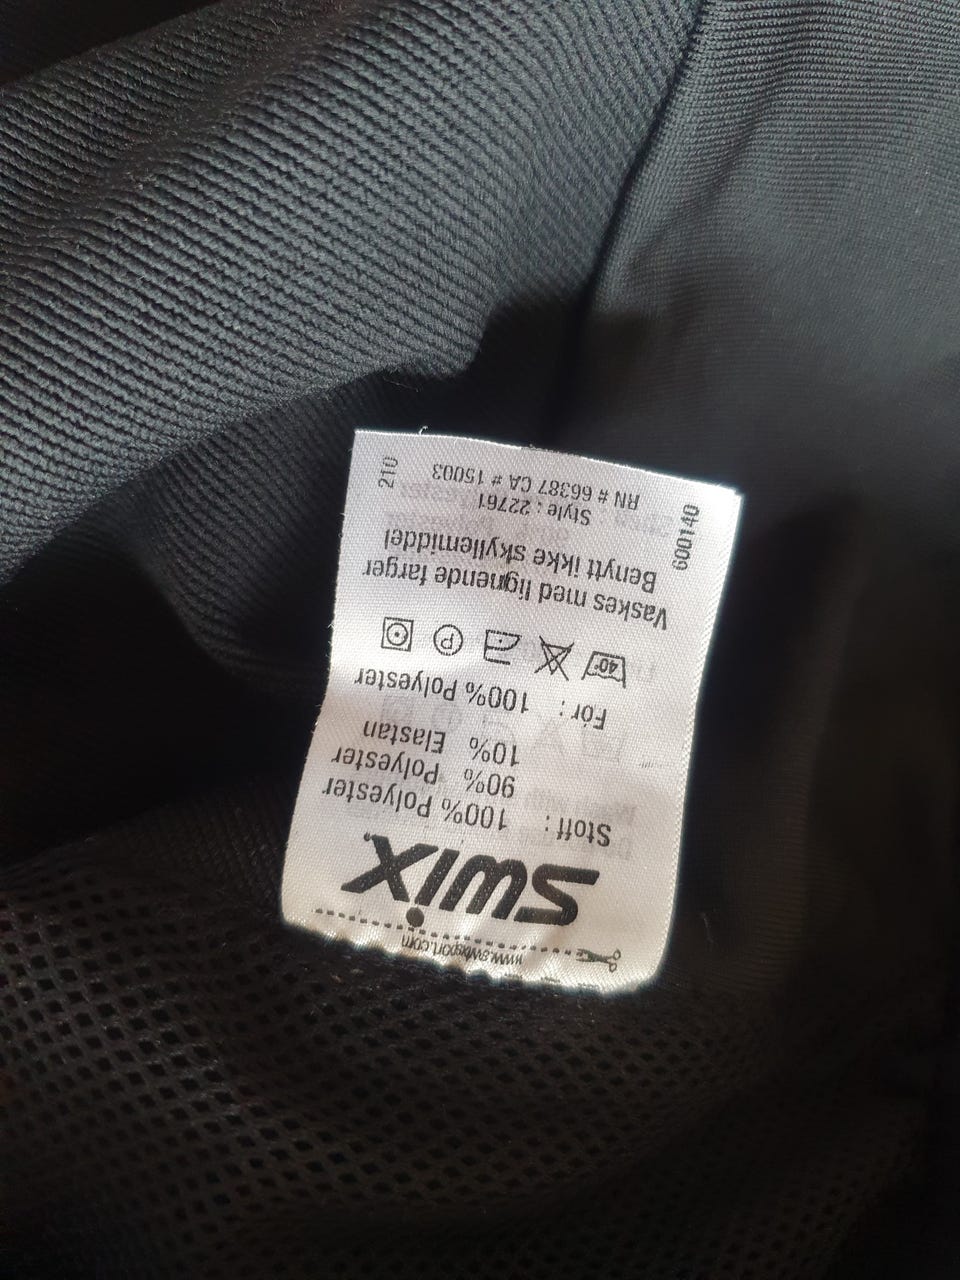 www.swixsport.com
SWIX
Stoff : 100% Polyester
90% Polyester
10% Elastan
Fór : 100% Polyester
40°
P
Vaskes med lignende farger
Benytt ikke skyllemiddel
Style : 22761
RN # 66387 CA # 15003
600140
210